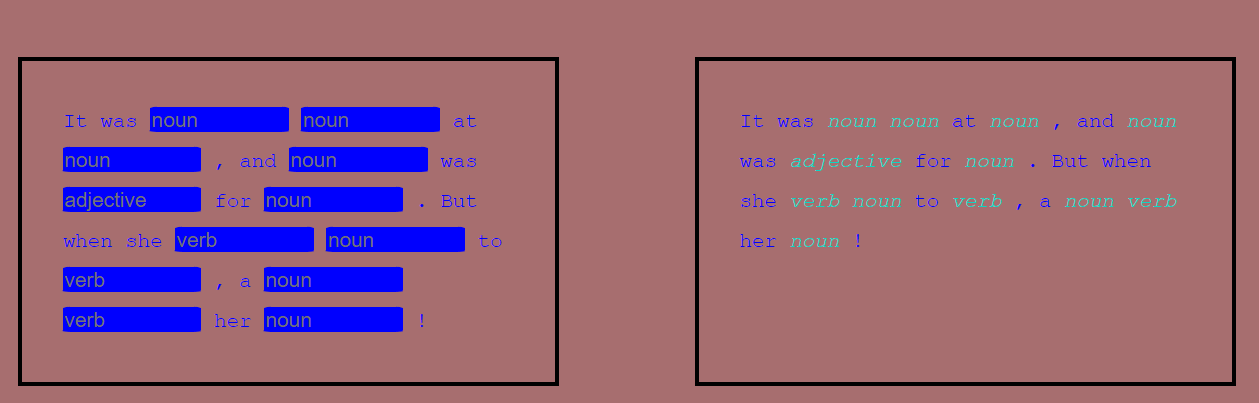 It was noun noun at
noun , and noun was
adjective for noun . But
when she verb noun to
verb , a noun
verb her noun !
It was noun noun at noun , and noun
was adjective for noun . But when
she verb noun to verb , a noun verb
her noun !